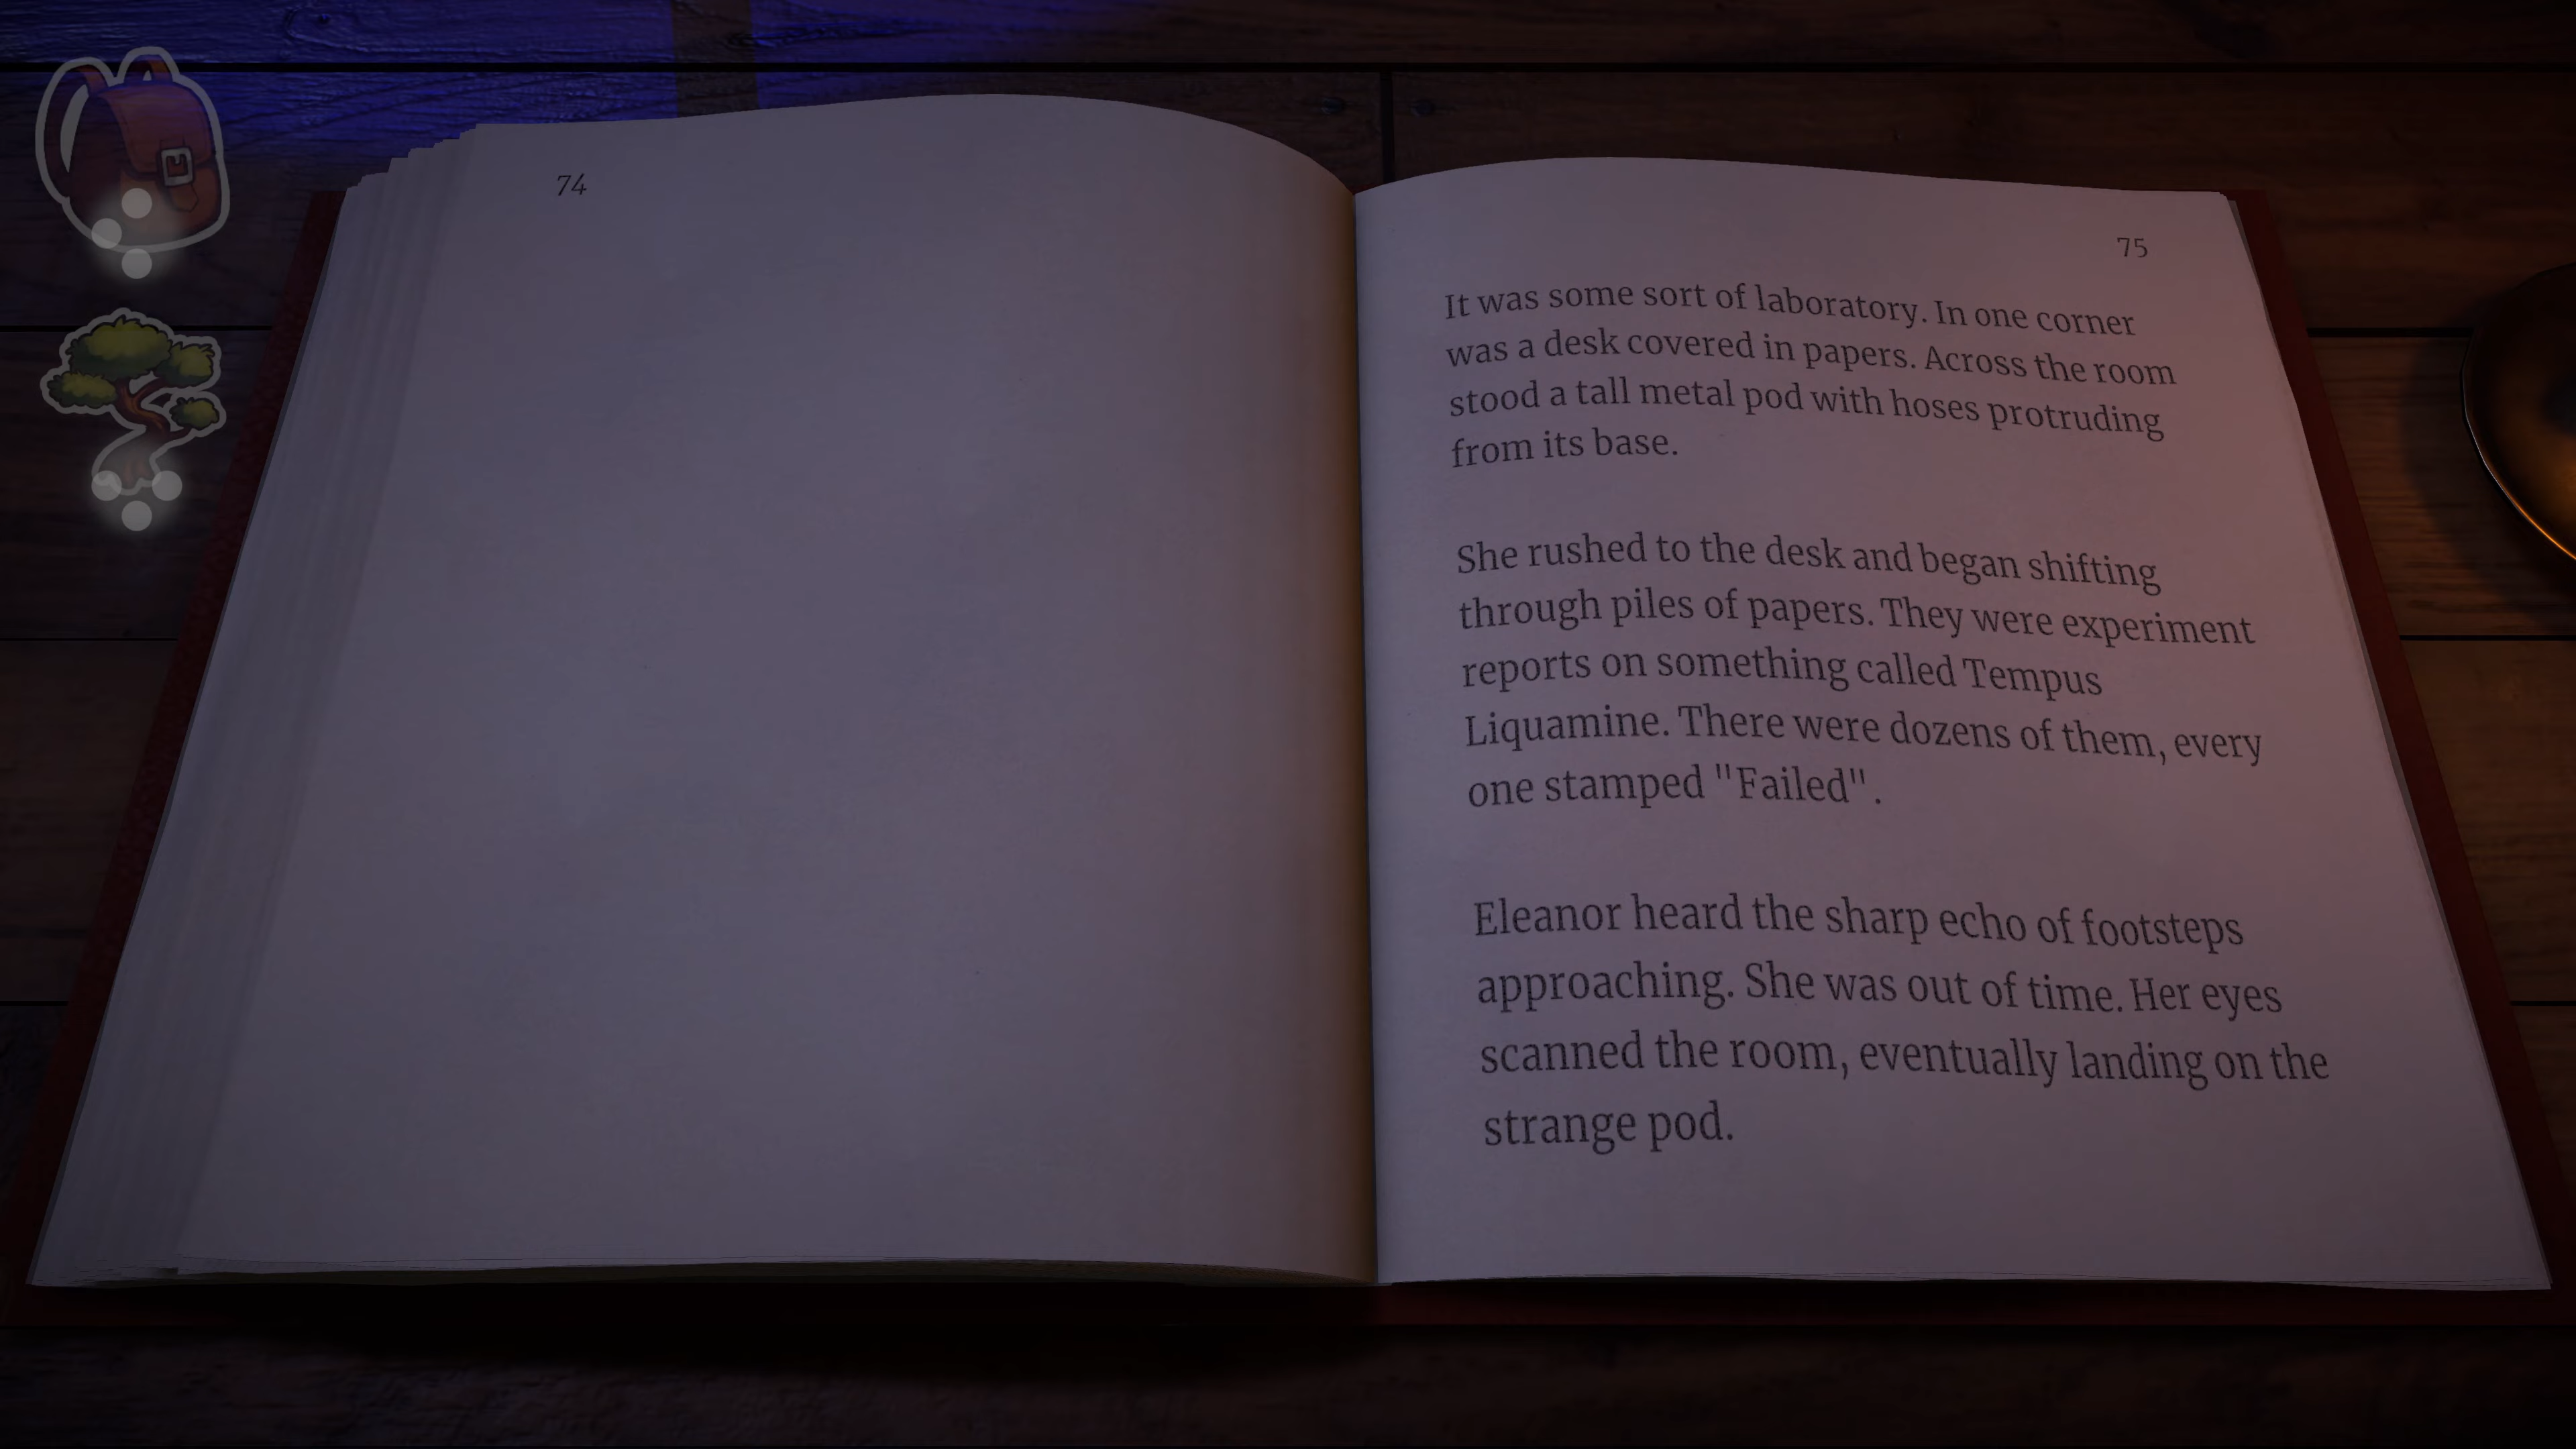 74
75
It was some sort of laboratory. In one corner
was a desk covered in papers. Across the room
stood a tall metal pod with hoses protruding
from its base.
She rushed to the desk and began shifting
through piles of papers. They were experiment
reports on something called Tempus
Liquamine. There were dozens of them, every
one stamped "Failed".
Eleanor heard the sharp echo of footsteps
approaching. She was out of time. Her eyes
scanned the room, eventually landing on the
strange pod.